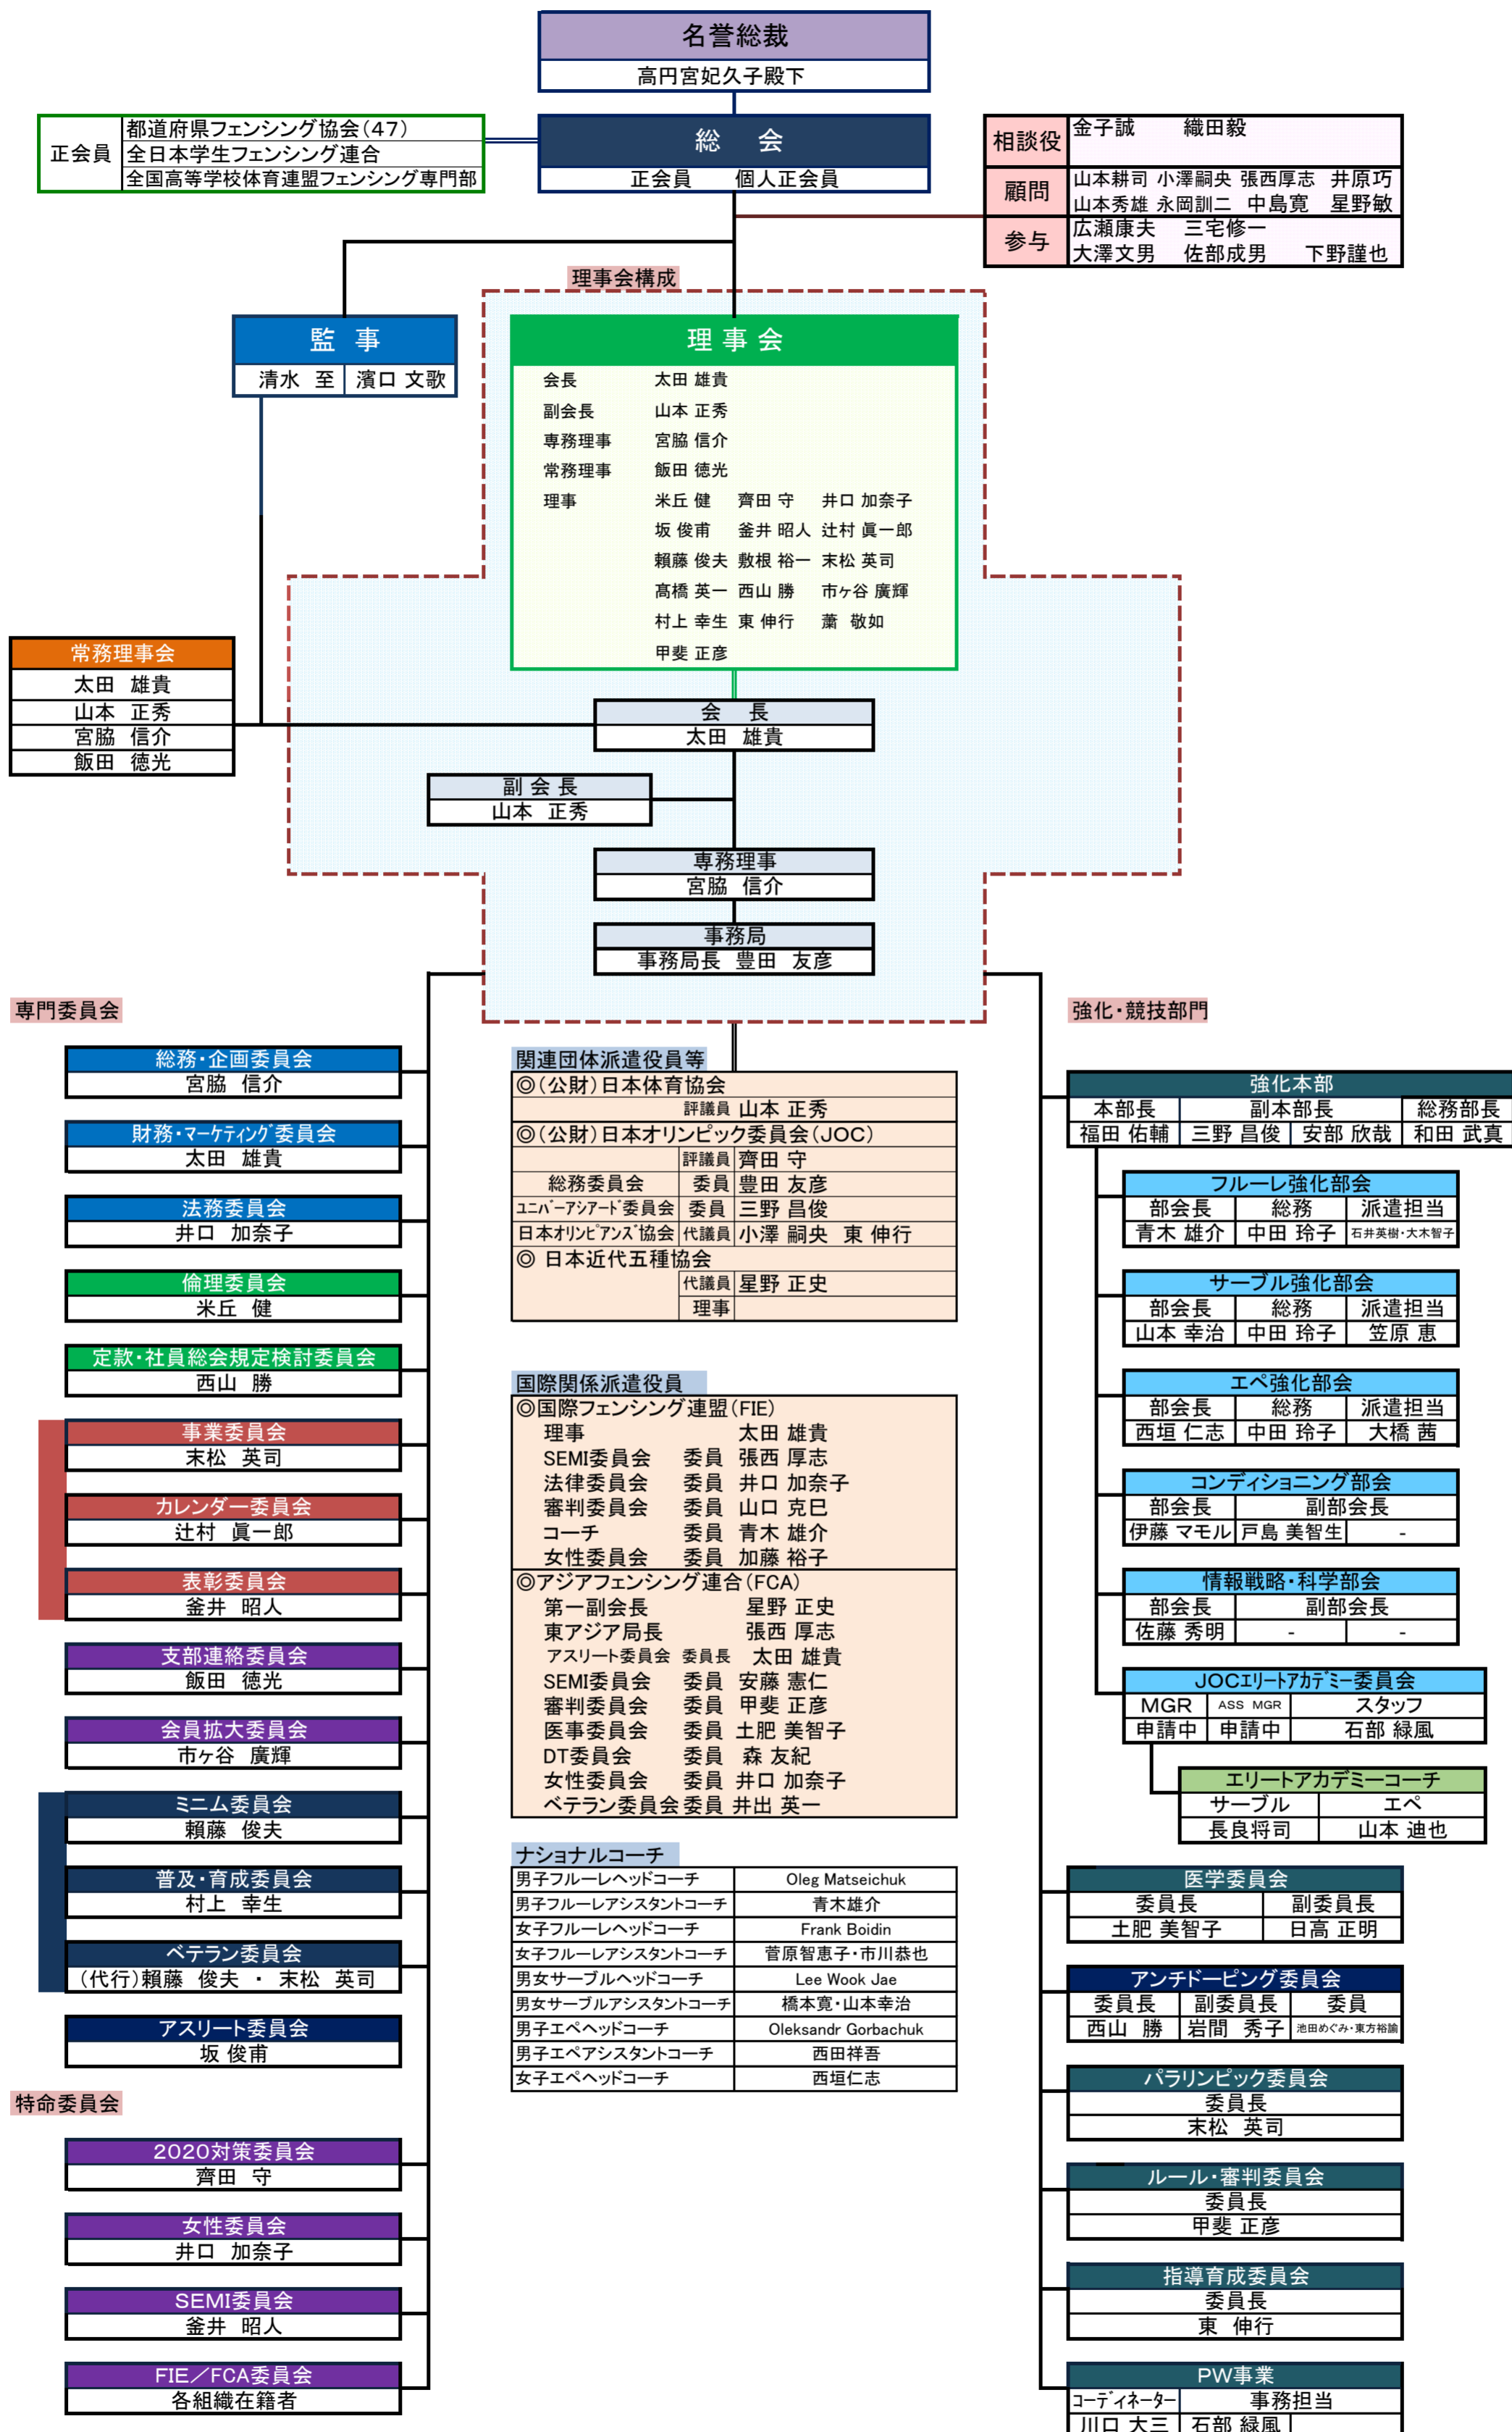 名誉総裁
高円宮妃久子殿下
正会員
都道府県フェンシング協会(47)
全日本学生フェンシング連合
全国高等学校体育連盟フェンシング専門部
総　会
正会員　　個人正会員
相談役
金子誠　　織田毅
顧問
山本耕司 小澤嗣央 張西厚志　井原巧
山本秀雄 永岡訓二　中島寛　星野敏
参与
広瀬康夫　三宅修一
大澤文男　佐部成男　　下野謹也
理事会構成
監　事
清水　至　濱口 文歌
理 事 会
会長　太田 雄貴
副会長　山本 正秀
専務理事　宮脇 信介
常務理事　飯田 徳光
理事　米丘 健　齊田 守　井口 加奈子
坂 俊甫　釜井 昭人　辻村 眞一郎
頼藤 俊夫　敷根 裕一　末松 英司
髙橋 英一　西山 勝　市ヶ谷 廣輝
村上 幸生　東 伸行　薗 敬如
甲斐 正彦
常務理事会
太田　雄貴
山本　正秀
宮脇　信介
飯田　徳光
会　長
太田　雄貴
副 会 長
山本　正秀
専務理事
宮脇　信介
事務局
事務局長　豊田　友彦
専門委員会
総務・企画委員会
宮脇　信介
財務・マーケティング委員会
太田　雄貴
法務委員会
井口　加奈子
倫理委員会
米丘　健
定款・社員総会規定検討委員会
西山　勝
事業委員会
末松　英司
カレンダー委員会
辻村　眞一郎
表彰委員会
釜井　昭人
支部連絡委員会
飯田　徳光
会員拡大委員会
市ヶ谷　廣輝
ミニム委員会
頼藤　俊夫
普及・育成委員会
村上　幸生
ベテラン委員会
(代行)頼藤　俊夫　・　末松　英司
アスリート委員会
坂 俊甫
特命委員会
2020対策委員会
齊田　守
女性委員会
井口　加奈子
SEMI委員会
釜井　昭人
FIE/FCA委員会
各組織在籍者
関連団体派遣役員等
◎(公財)日本体育協会
評議員 山本 正秀
◎(公財)日本オリンピック委員会(JOC)
評議員 齊田 守
総務委員会　委員 豊田 友彦
ユニバーアシアード委員会　委員 三野 昌俊
日本オリンピアンズ協会　代議員 小澤 嗣央　東 伸行
◎ 日本近代五種協会
代議員 星野 正史
理事
国際関係派遣役員
◎国際フェンシング連盟(FIE)
理事　太田 雄貴
SEMI委員会　委員　張西 厚志
法律委員会　委員　井口 加奈子
審判委員会　委員　山口 克巳
コーチ　委員　青木 雄介
女性委員会　委員　加藤 裕子
◎アジアフェンシング連合(FCA)
第一副会長　星野 正史
東アジア局長　張西 厚志
アスリート委員会　委員長　太田 雄貴
SEMI委員会　委員　安藤 憲仁
審判委員会　委員　甲斐 正彦
医事委員会　委員　土肥 美智子
DT委員会　委員　森 友紀
女性委員会　委員　井口 加奈子
ベテラン委員会 委員　井出 英一
ナショナルコーチ
男子フルーレヘッドコーチ　Oleg Matseichuk
男子フルーレアシスタントコーチ　青木雄介
女子フルーレヘッドコーチ　Frank Boidin
女子フルーレアシスタントコーチ　菅原智恵子・市川恭也
男女サーブルヘッドコーチ　Lee Wook Jae
男女サーブルアシスタントコーチ　橋本寛・山本幸治
男子エペヘッドコーチ　Oleksandr Gorbachuk
男子エペアシスタントコーチ　西田祥吾
女子エペヘッドコーチ　西垣仁志
強化・競技部門
強化本部
本部長　副本部長　総務部長
福田 佑輔　三野 昌俊　安部 欣哉　和田 武真
フルーレ強化部会
部会長　総務　派遣担当
青木 雄介　中田 玲子　石井英樹・大木智子
サーブル強化部会
部会長　総務　派遣担当
山本 幸治　中田 玲子　笠原 恵
エペ強化部会
部会長　総務　派遣担当
西垣 仁志　中田 玲子　大橋 茜
コンディショニング部会
部会長　副部会長
伊藤 マモル　戸島 美智生　-
情報戦略・科学部会
部会長　副部会長
佐藤 秀明　-　-
JOCエリートアカデミー委員会
MGR　ASS MGR　スタッフ
申請中　申請中　石部 緑風
エリートアカデミーコーチ
サーブル　エペ
長良将司　山本 迪也
医学委員会
委員長　副委員長
土肥 美智子　日高 正明
アンチドーピング委員会
委員長　副委員長　委員
西山　勝　岩間　秀子　池田めぐみ・東方裕諭
パラリンピック委員会
委員長
末松　英司
ルール・審判委員会
委員長
甲斐 正彦
指導育成委員会
委員長
東　伸行
PW事業
コーディネーター　事務担当
川口 大三　石部 緑風